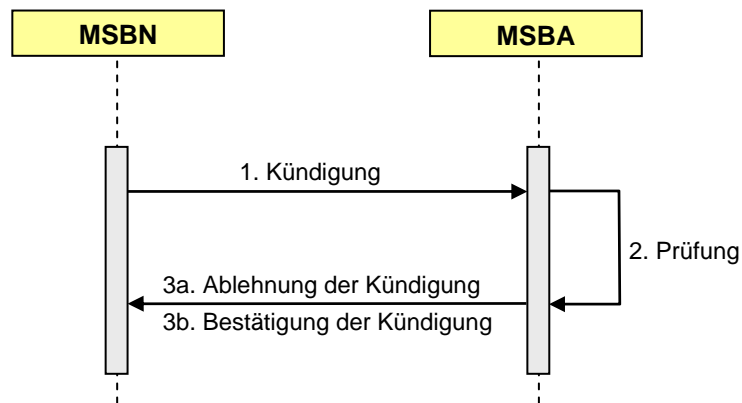 MSBN
MSBA
1. Kündigung
2. Prüfung
3a. Ablehnung der Kündigung
3b. Bestätigung der Kündigung